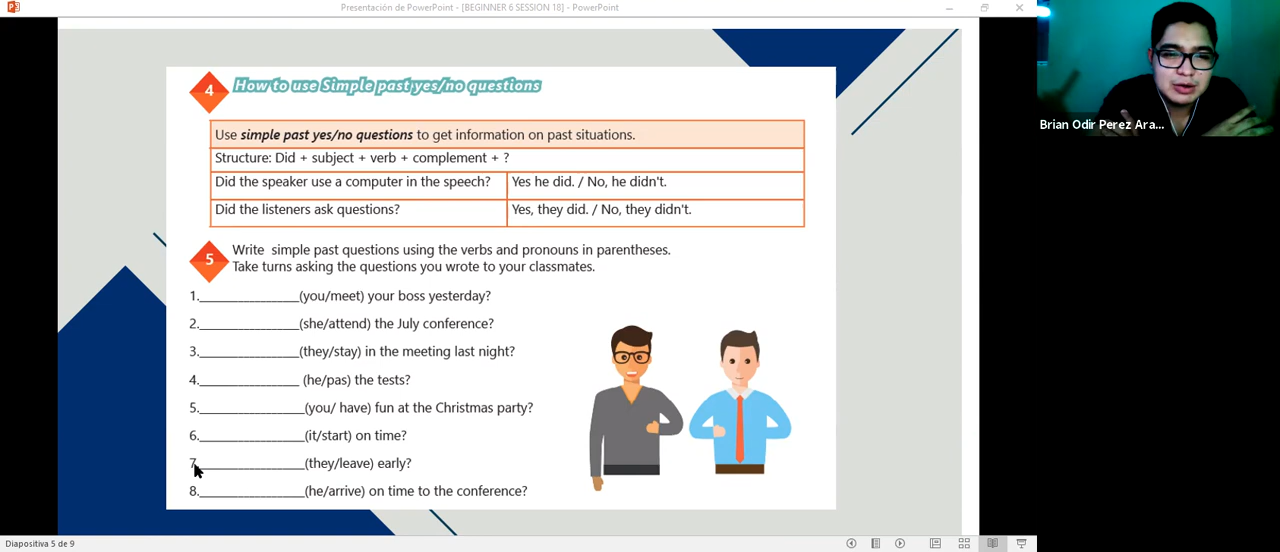 Presentación de PowerPoint - [BEGINNER 6 SESSION 18] - PowerPoint
Brian Odir Perez Ara...
4
How to use Simple past yes/no questions
Use simple past yes/no questions to get information on past situations.
Structure: Did + subject + verb + complement + ?
Did the speaker use a computer in the speech? Yes he did. / No, he didn't.
Did the listeners ask questions? Yes, they did. / No, they didn't.
5
Write simple past questions using the verbs and pronouns in parentheses.
Take turns asking the questions you wrote to your classmates.
1.________________(you/meet) your boss yesterday?
2.________________(she/attend) the July conference?
3.________________(they/stay) in the meeting last night?
4.________________ (he/pas) the tests?
5._________________(you/ have) fun at the Christmas party?
6._________________(it/start) on time?
7._________________(they/leave) early?
8._________________(he/arrive) on time to the conference?
Diapositiva 5 de 9